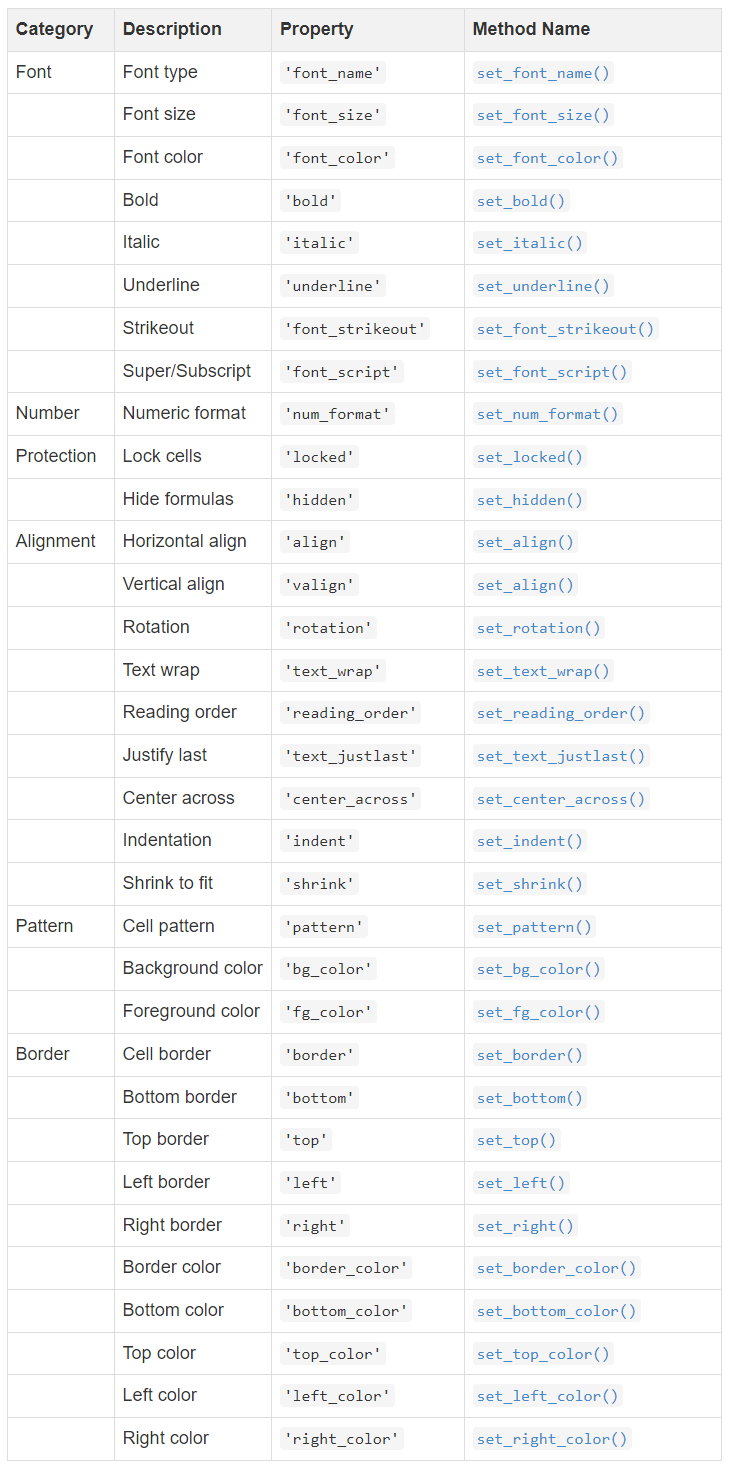 Category Description Property Method Name
Font Font type 'font_name' set_font_name()
Font size 'font_size' set_font_size()
Font color 'font_color' set_font_color()
Bold 'bold' set_bold()
Italic 'italic' set_italic()
Underline 'underline' set_underline()
Strikeout 'font_strikeout' set_font_strikeout()
Super/Subscript 'font_script' set_font_script()
Number Numeric format 'num_format' set_num_format()
Protection Lock cells 'locked' set_locked()
Hide formulas 'hidden' set_hidden()
Alignment Horizontal align 'align' set_align()
Vertical align 'valign' set_align()
Rotation 'rotation' set_rotation()
Text wrap 'text_wrap' set_text_wrap()
Reading order 'reading_order' set_reading_order()
Justify last 'text_justlast' set_text_justlast()
Center across 'center_across' set_center_across()
Indentation 'indent' set_indent()
Shrink to fit 'shrink' set_shrink()
Pattern Cell pattern 'pattern' set_pattern()
Background color 'bg_color' set_bg_color()
Foreground color 'fg_color' set_fg_color()
Border Cell border 'border' set_border()
Bottom border 'bottom' set_bottom()
Top border 'top' set_top()
Left border 'left' set_left()
Right border 'right' set_right()
Border color 'border_color' set_border_color()
Bottom color 'bottom_color' set_bottom_color()
Top color 'top_color' set_top_color()
Left color 'left_color' set_left_color()
Right color 'right_color' set_right_color()